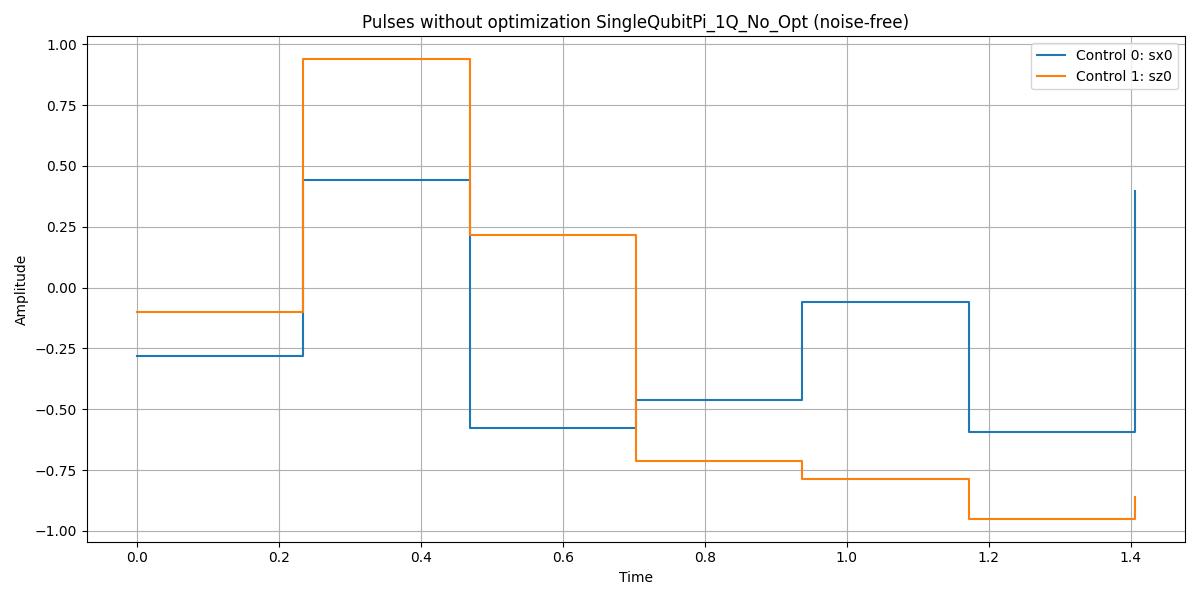 Pulses without optimization SingleQubitPi_1Q_No_Opt (noise-free)
Control 0: sx0
Control 1: sz0
Amplitude
1.00
0.75
0.50
0.25
0.00
−0.25
−0.50
−0.75
−1.00
0.0 0.2 0.4 0.6 0.8 1.0 1.2 1.4
Time